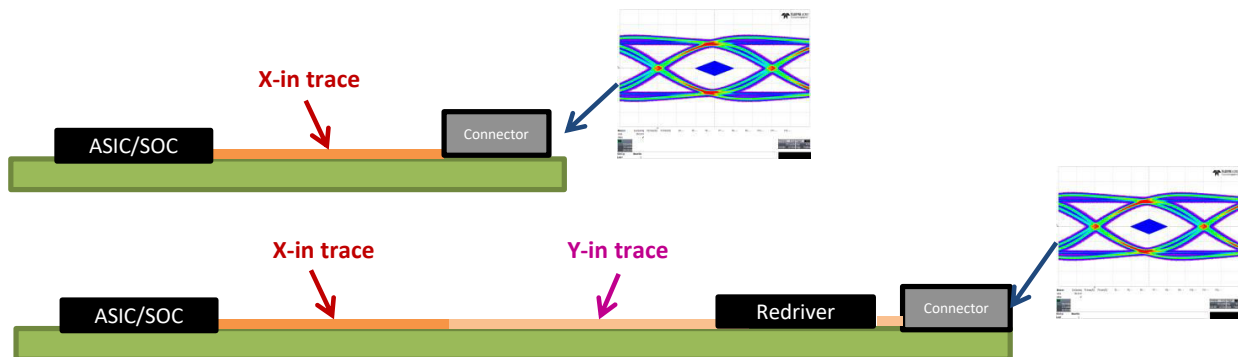 X-in trace
ASIC/SOC
Connector
X-in trace
Y-in trace
ASIC/SOC
Redriver
Connector